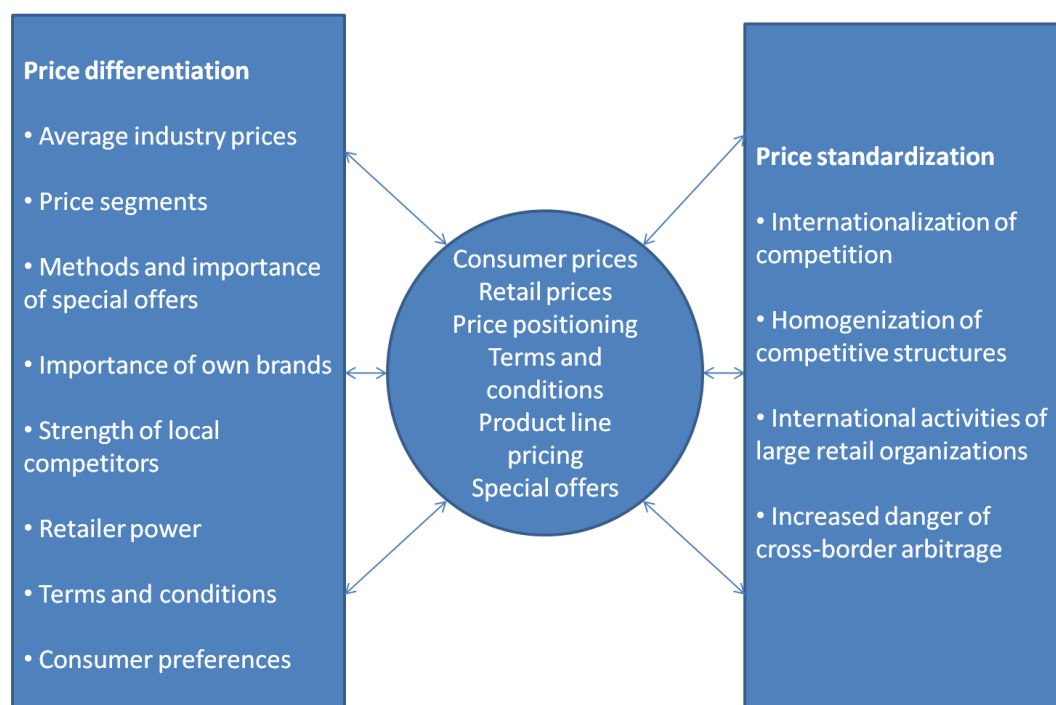 Price differentiation
• Average industry prices
• Price segments
• Methods and importance
of special offers
• Importance of own brands
• Strength of local
competitors
• Retailer power
• Terms and conditions
• Consumer preferences
Consumer prices
Retail prices
Price positioning
Terms and
conditions
Product line
pricing
Special offers
Price standardization
• Internationalization of
competition
• Homogenization of
competitive structures
• International activities of
large retail organizations
• Increased danger of
cross-border arbitrage